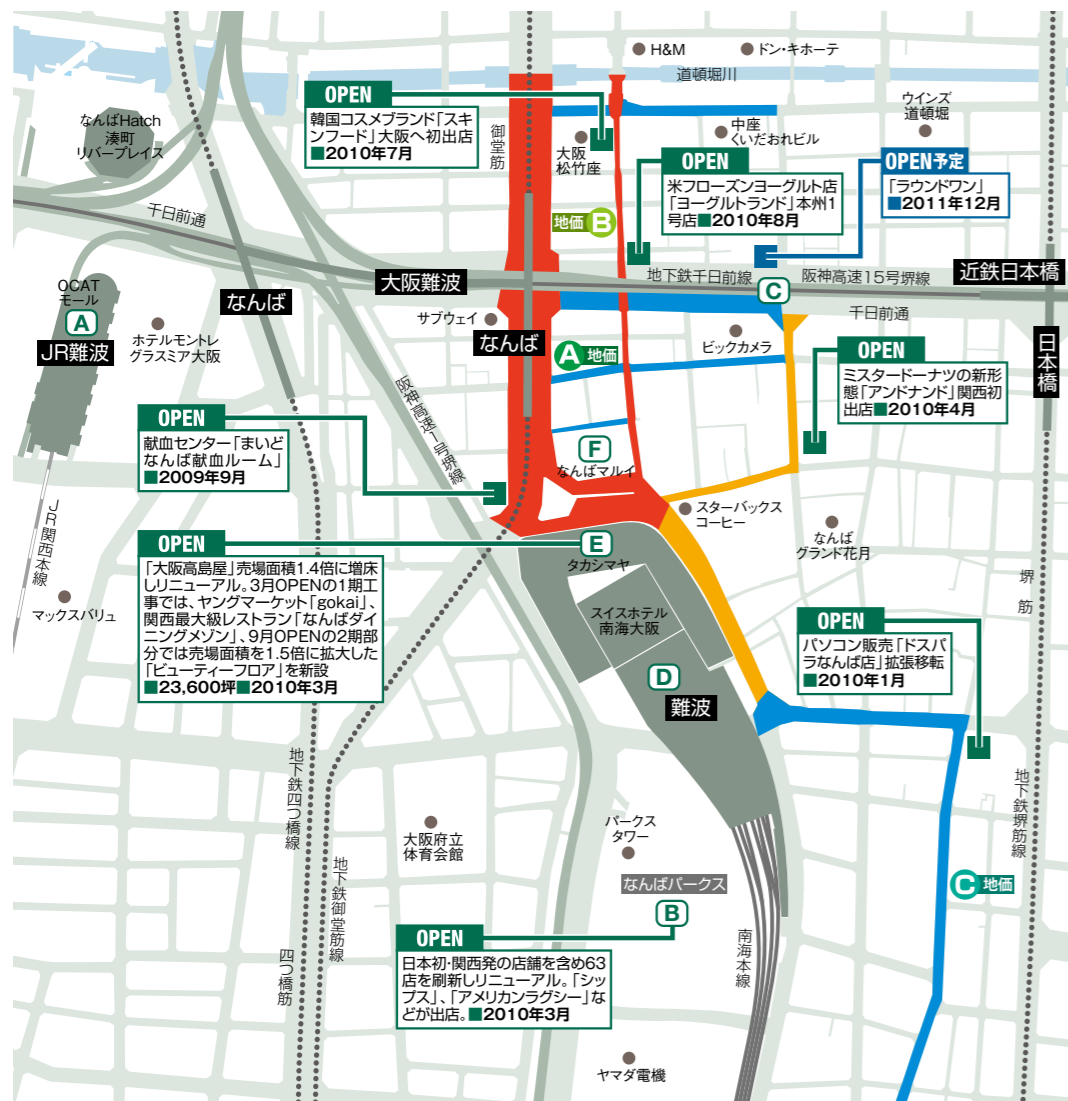 H&M
ドン・キホーテ
道頓堀川
OPEN
韓国コスメブランド「スキ
ンフード」大阪へ初出店
■2010年7月
なんばHatch
湊町
リバープレイス
御堂筋
大阪
松竹座
中座
くいだおれビル
ウインズ
道頓堀
OPEN
米フローズンヨーグルト店
「ヨーグルトランド」本州1
号店■2010年8月
OPEN予定
「ラウンドワン」
■2011年12月
地価 B
千日前通
大阪難波
地下鉄千日前線
阪神高速15号堺線
近鉄日本橋
C
千日前通
OCAT
モール
A
JR難波
なんば
ホテルモントレ
グラスミア大阪
サブウェイ
なんば
A 地価
ビックカメラ
日本橋
OPEN
ミスタードーナツの新形
態「アンドナンド」関西初
出店■2010年4月
阪神高速1号堺線
OPEN
献血センター「まいど
なんば献血ルーム」
■2009年9月
F
なんばマルイ
スターバックス
コーヒー
なんば
グランド花月
JR関西本線
マックスバリュ
OPEN
「大阪高島屋」売場面積1.4倍に増床
しリニューアル。3月OPENの1期工
事では、ヤングマーケット「gokai」、
関西最大級レストラン「なんばダイ
ニングメゾン」、9月OPENの2期部
分では売場面積を1.5倍に拡大した
「ビューティーフロア」を新設
■23,600坪■2010年3月
E
タカシマヤ
スイスホテル
南海大阪
堺筋
OPEN
パソコン販売「ドスパ
ラなんば店」拡張移転
■2010年1月
D
難波
地下鉄四つ橋線
地下鉄御堂筋線
四つ橋筋
大阪府立
体育会館
パークス
タワー
なんばパークス
B
地下鉄堺筋線
C 地価
南海本線
OPEN
日本初・関西発の店舗を含め63
店を刷新しリニューアル。「シッ
プス」、「アメリカンラグシー」な
どが出店。■2010年3月
ヤマダ電機